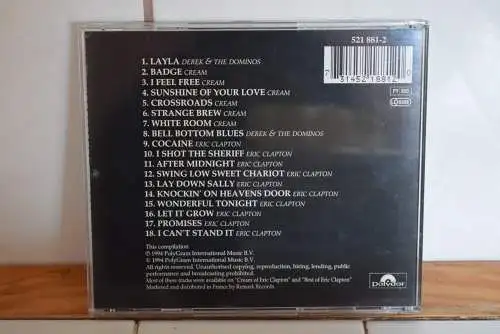 521 881-2
7 31452 18812 0
PY 900
1. LAYLA DEREK & THE DOMINOS
2. BADGE CREAM
3. I FEEL FREE CREAM
4. SUNSHINE OF YOUR LOVE CREAM
5. CROSSROADS CREAM
6. STRANGE BREW CREAM
7. WHITE ROOM CREAM
8. BELL BOTTOM BLUES DEREK & THE DOMINOS
9. COCAINE ERIC CLAPTON
10. I SHOT THE SHERIFF ERIC CLAPTON
11. AFTER MIDNIGHT ERIC CLAPTON
12. SWING LOW SWEET CHARIOT ERIC CLAPTON
13. LAY DOWN SALLY ERIC CLAPTON
14. KNOCKIN' ON HEAVENS DOOR ERIC CLAPTON
15. WONDERFUL TONIGHT ERIC CLAPTON
16. LET IT GROW ERIC CLAPTON
17. PROMISES ERIC CLAPTON
18. I CAN'T STAND IT ERIC CLAPTON
This compilation
℗ 1994 PolyGram International Music B.V.
© 1994 PolyGram International Music B.V.
All rights reserved. Unauthorised copying, reproduction, hiring, lending, public
performance and broadcasting prohibited.
Most of these tracks were available on "Cream of Eric Clapton" and "Best of Eric Clapton"
Marketed and distributed in France by Remark Records.
Polydor